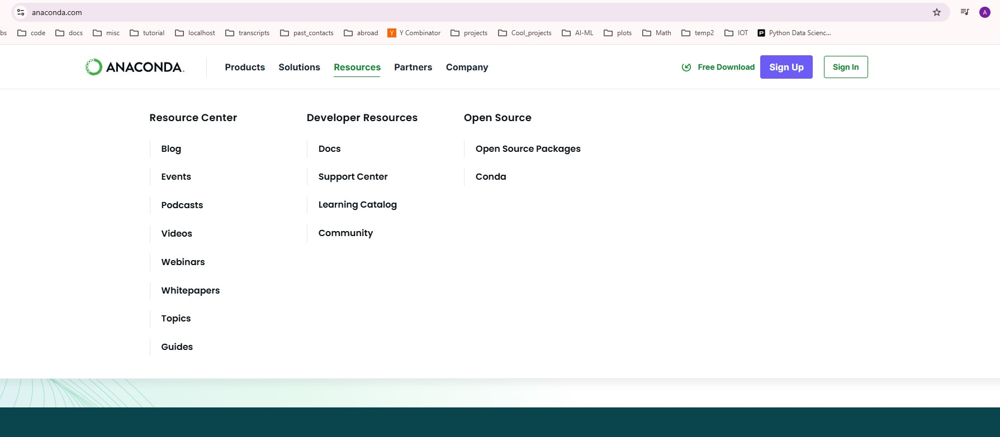 anaconda.com
A
bs code docs misc tutorial localhost transcripts past_contacts abroad Y Y Combinator projects Cool_projects AI-ML plots Math temp2 IOT P Python Data Scienc...
ANACONDA. Products Solutions Resources Partners Company Free Download Sign Up Sign In
Resource Center
Blog
Events
Podcasts
Videos
Webinars
Whitepapers
Topics
Guides
Developer Resources
Docs
Support Center
Learning Catalog
Community
Open Source
Open Source Packages
Conda